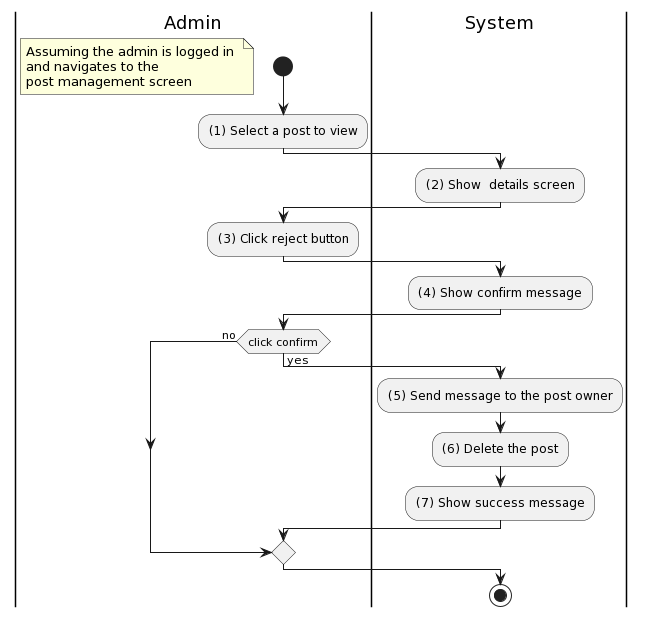 Admin
System
Assuming the admin is logged in
and navigates to the
post management screen
(1) Select a post to view
(2) Show  details screen
(3) Click reject button
(4) Show confirm message
no
click confirm
yes
(5) Send message to the post owner
(6) Delete the post
(7) Show success message